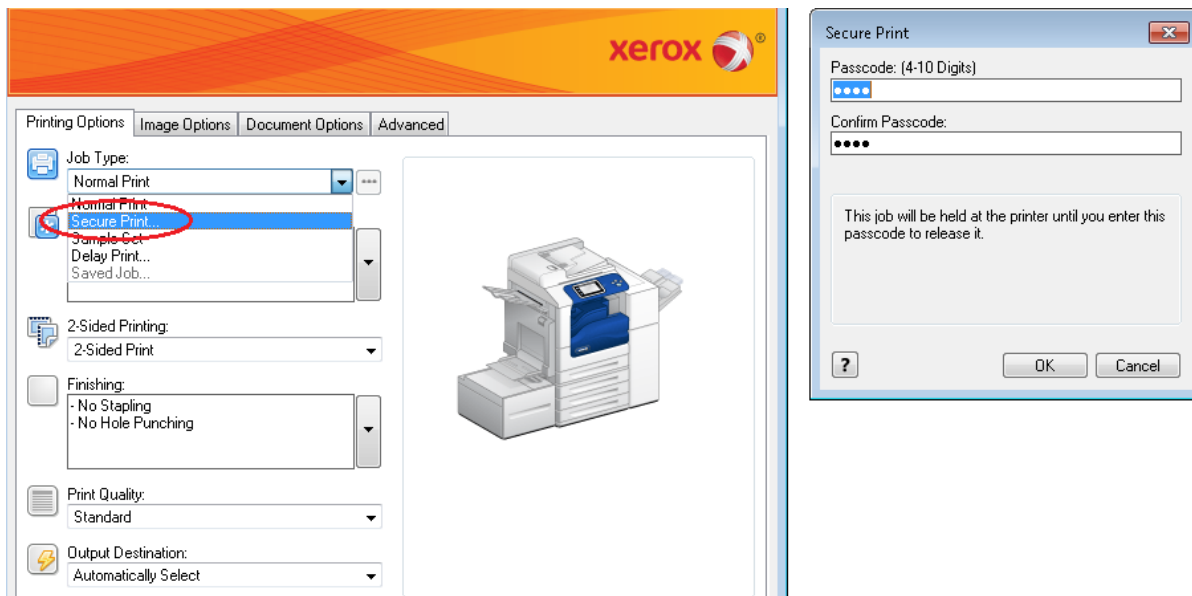 xerox ®
Printing Options Image Options Document Options Advanced
Job Type:
Normal Print
Normal Print
Secure Print...
Sample Set
Delay Print...
Saved Job...
2-Sided Printing:
2-Sided Print
Finishing:
- No Stapling
- No Hole Punching
Print Quality:
Standard
Output Destination:
Automatically Select
Secure Print
Passcode: (4-10 Digits)
●●●●
Confirm Passcode:
●●●●
This job will be held at the printer until you enter this
passcode to release it.
? OK Cancel